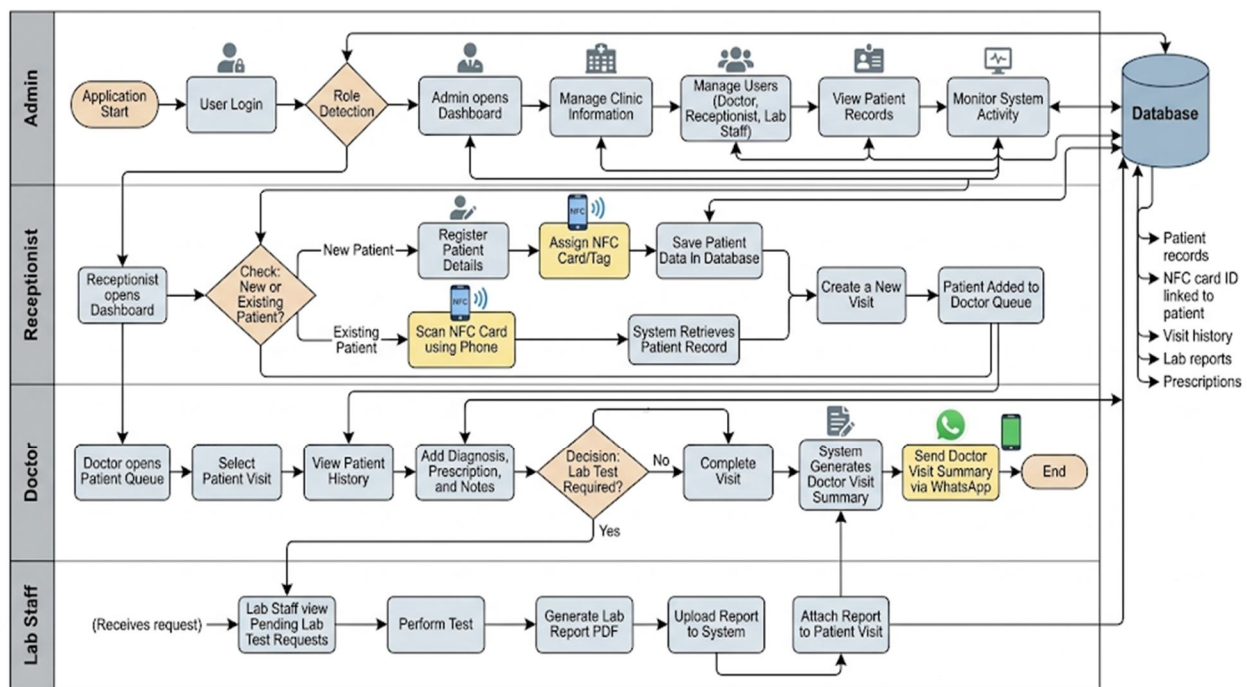 Admin
Application
Start
User Login
Role
Detection
Admin opens
Dashboard
Manage Clinic
Information
Manage Users
(Doctor,
Receptionist, Lab
Staff)
View Patient
Records
Monitor System
Activity
Database
Patient
records
NFC card ID
linked to
patient
Visit history
Lab reports
Prescriptions
Receptionist
Receptionist
opens
Dashboard
Check:
New or
Existing
Patient?
New Patient
Register
Patient
Details
NFC
Assign NFC
Card/Tag
Save Patient
Data In Database
Existing
Patient
NFC
Scan NFC Card
using Phone
System Retrieves
Patient Record
Create a New
Visit
Patient Added to
Doctor Queue
Doctor
Doctor opens
Patient Queue
Select
Patient Visit
View Patient
History
Add Diagnosis,
Prescription,
and Notes
Decision:
Lab Test
Required?
No
Yes
Complete
Visit
System
Generates
Doctor Visit
Summary
Send Doctor
Visit Summary
via WhatsApp
End
Lab Staff
(Receives request)
Lab Staff view
Pending Lab
Test Requests
Perform Test
Generate Lab
Report PDF
Upload Report
to System
Attach Report
to Patient Visit